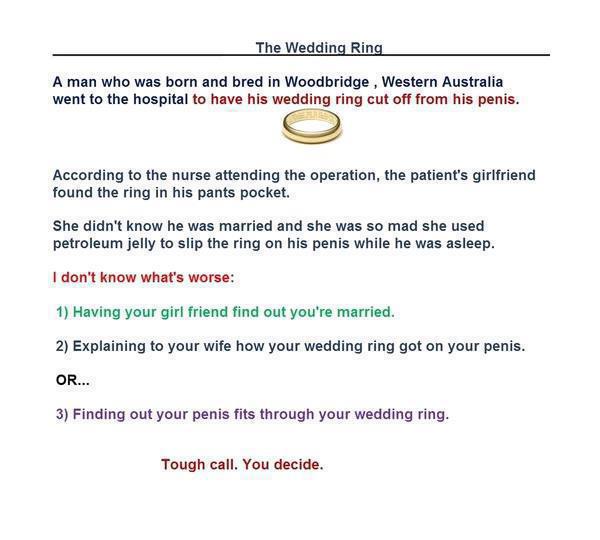 The Wedding Ring
A man who was born and bred in Woodbridge , Western Australia
went to the hospital to have his wedding ring cut off from his penis.
According to the nurse attending the operation, the patient's girlfriend
found the ring in his pants pocket.
She didn't know he was married and she was so mad she used
petroleum jelly to slip the ring on his penis while he was asleep.
I don't know what's worse:
1) Having your girl friend find out you're married.
2) Explaining to your wife how your wedding ring got on your penis.
OR...
3) Finding out your penis fits through your wedding ring.
Tough call. You decide.